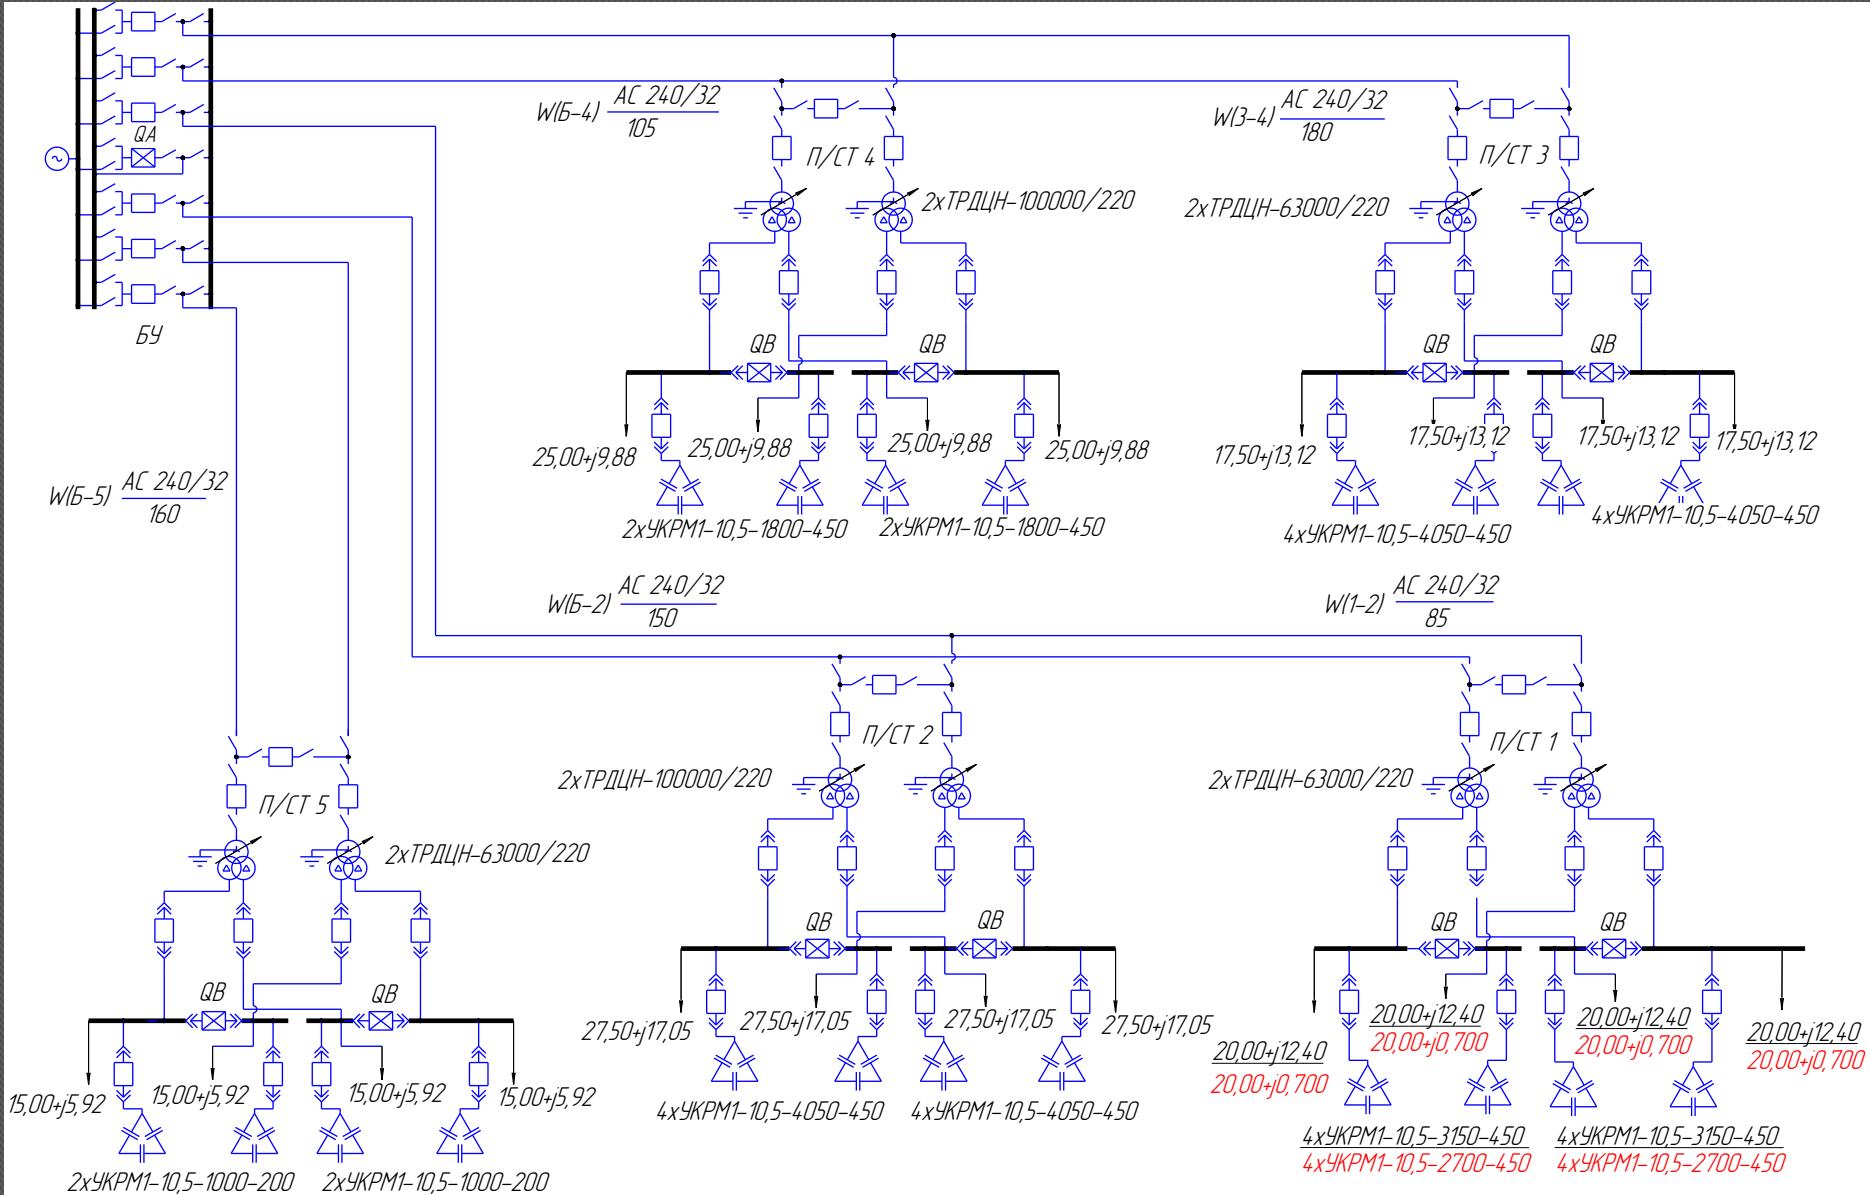 QA
~
БУ
W(Б-4) АС 240/32
105
W(3-4) АС 240/32
180
П/СТ 4
2хТРДЦН-100000/220
П/СТ 3
2хТРДЦН-63000/220
QB
QB
QB
QB
25,00+j9,88
25,00+j9,88
25,00+j9,88
25,00+j9,88
17,50+j13,12
17,50+j13,12
17,50+j13,12
17,50+j13,12
2хУКРМ1-10,5-1800-450
2хУКРМ1-10,5-1800-450
4хУКРМ1-10,5-4050-450
4хУКРМ1-10,5-4050-450
W(Б-5) АС 240/32
160
W(Б-2) АС 240/32
150
W(1-2) АС 240/32
85
П/СТ 2
2хТРДЦН-100000/220
П/СТ 1
2хТРДЦН-63000/220
П/СТ 5
2хТРДЦН-63000/220
QB
QB
QB
QB
QB
QB
27,50+j17,05
27,50+j17,05
27,50+j17,05
27,50+j17,05
20,00+j12,40
20,00+j0,700
20,00+j12,40
20,00+j0,700
20,00+j12,40
20,00+j0,700
20,00+j12,40
20,00+j0,700
15,00+j5,92
15,00+j5,92
15,00+j5,92
15,00+j5,92
4хУКРМ1-10,5-4050-450
4хУКРМ1-10,5-4050-450
4хУКРМ1-10,5-3150-450
4хУКРМ1-10,5-2700-450
4хУКРМ1-10,5-3150-450
4хУКРМ1-10,5-2700-450
2хУКРМ1-10,5-1000-200
2хУКРМ1-10,5-1000-200